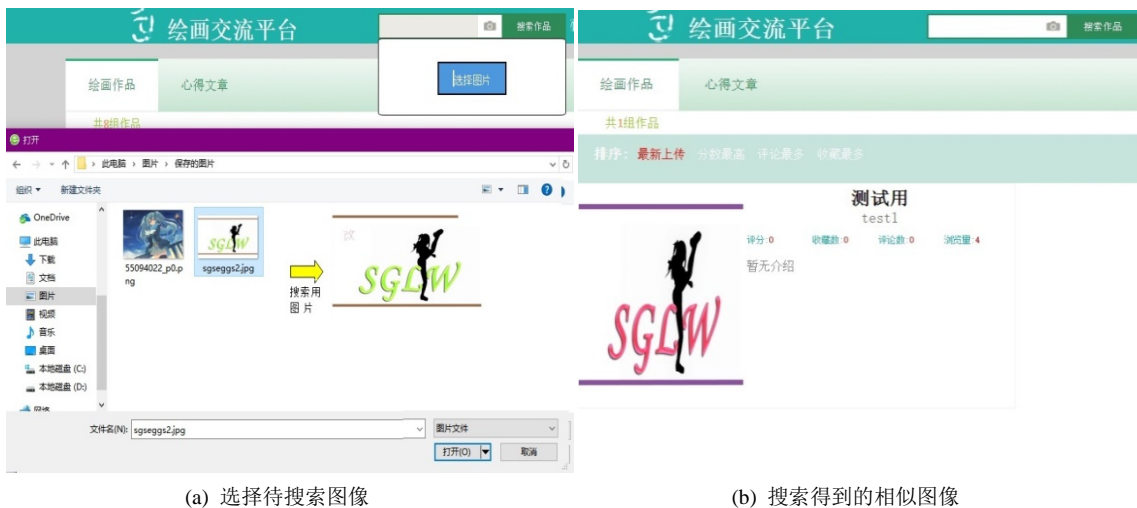 绘画交流平台
搜索作品
选择图片
绘画作品
心得文章
共8组作品
打开
此电脑 › 图片 › 保存的图片
组织
新建文件夹
OneDrive
此电脑
下载
文档
图片
视频
音乐
桌面
本地磁盘 (C:)
本地磁盘 (D:)
网络
55094022_p0.p
ng
sgseggs2.jpg
SGLW
搜索用
图 片
SGLW
文件名(N):
sgseggs2.jpg
图片文件
打开(O)
取消
(a) 选择待搜索图像
绘画交流平台
搜索作品
绘画作品
心得文章
共1组作品
排序: 最新上传 分数最高 评论最多 收藏最多
测试用
test1
评分:0 收藏数:0 评论数:0 浏览量:4
暂无介绍
SGLW
(b) 搜索得到的相似图像